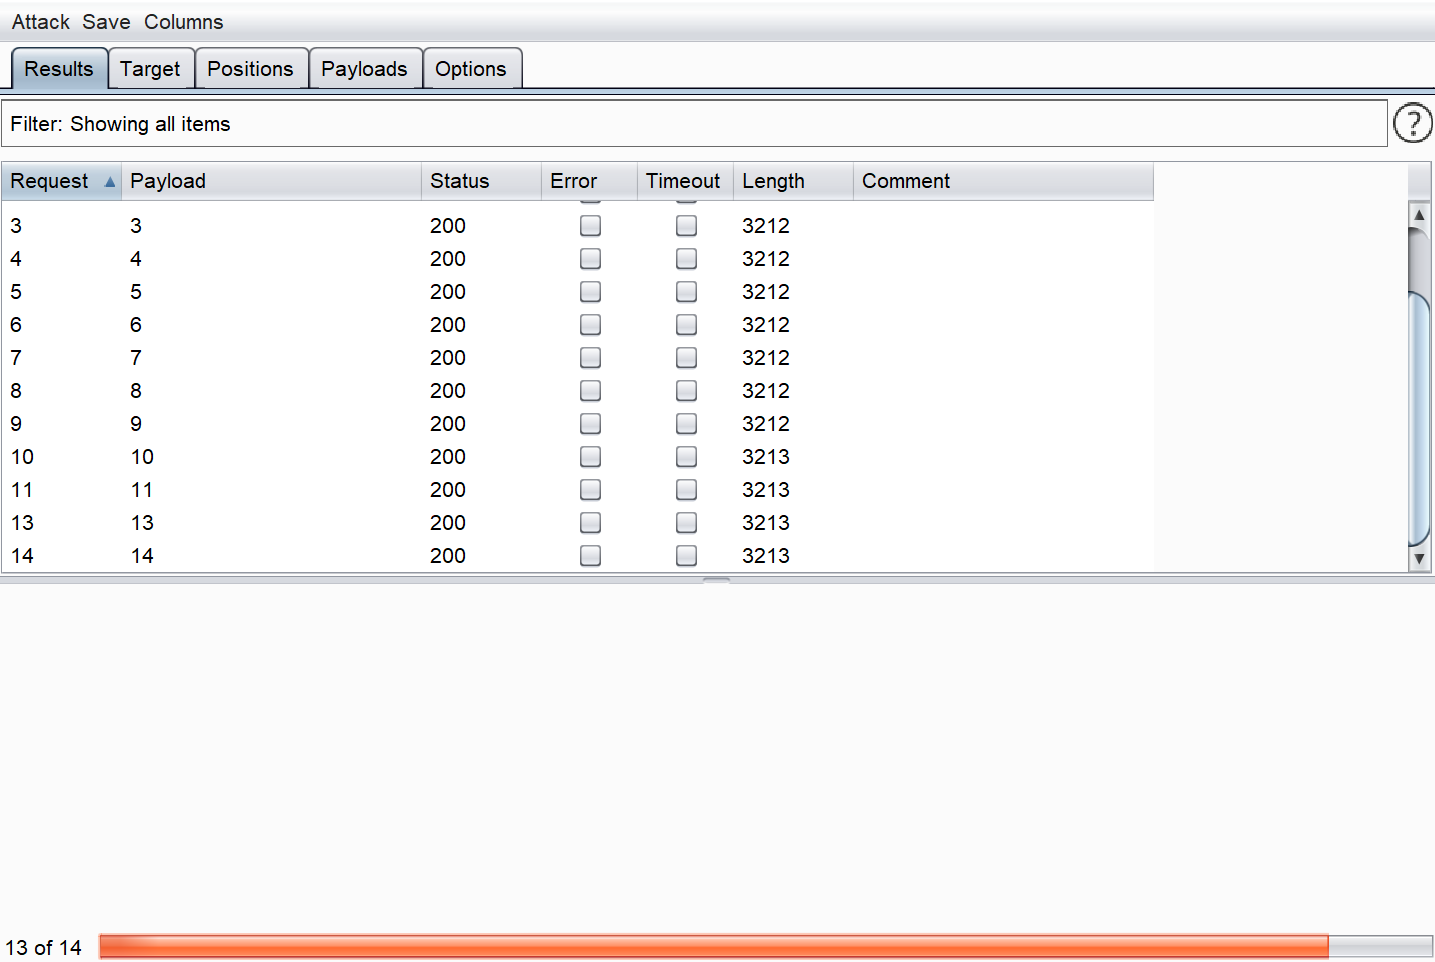 Attack Save Columns
Results Target Positions Payloads Options
Filter: Showing all items
?
Request Payload Status Error Timeout Length Comment
3 3 200 3212
4 4 200 3212
5 5 200 3212
6 6 200 3212
7 7 200 3212
8 8 200 3212
9 9 200 3212
10 10 200 3213
11 11 200 3213
13 13 200 3213
14 14 200 3213
13 of 14